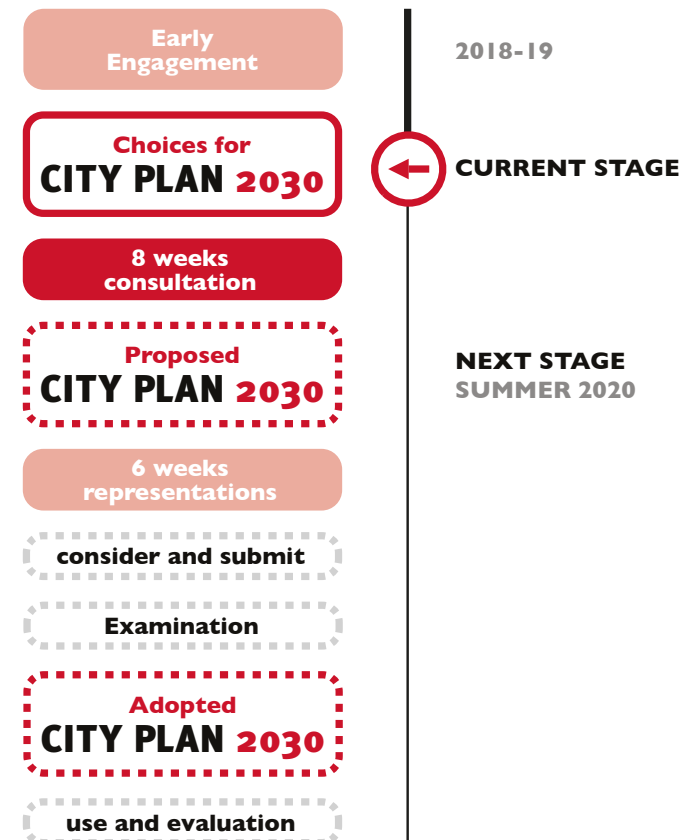 Early
Engagement
2018-19
Choices for
CITY PLAN 2030
CURRENT STAGE
8 weeks
consultation
Proposed
CITY PLAN 2030
NEXT STAGE
SUMMER 2020
6 weeks
representations
consider and submit
Examination
Adopted
CITY PLAN 2030
use and evaluation